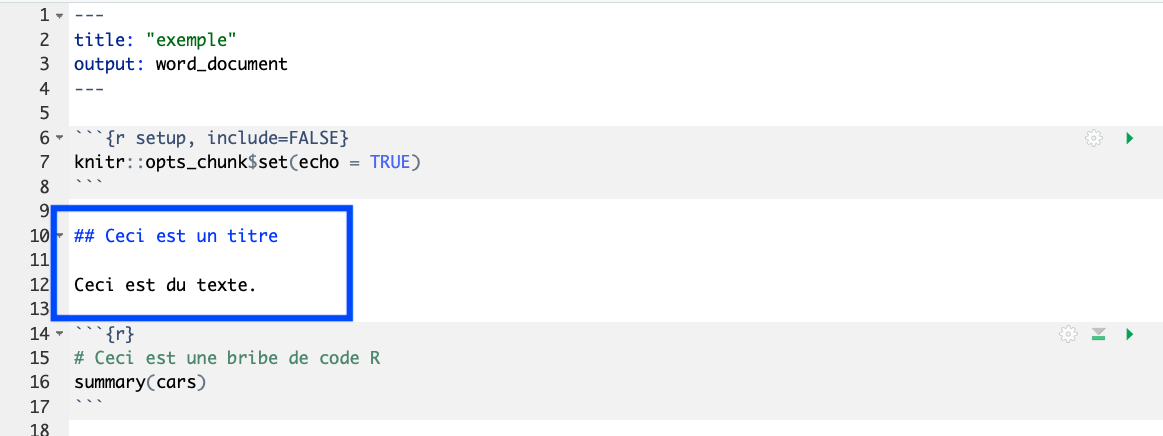 1 ---
2 title: "exemple"
3 output: word_document
4 ---
5
6 ```{r setup, include=FALSE}
7 knitr::opts_chunk$set(echo = TRUE)
8 ```
9
10 ## Ceci est un titre
11
12 Ceci est du texte.
13
14 ```{r}
15 # Ceci est une bribe de code R
16 summary(cars)
17 ```
18